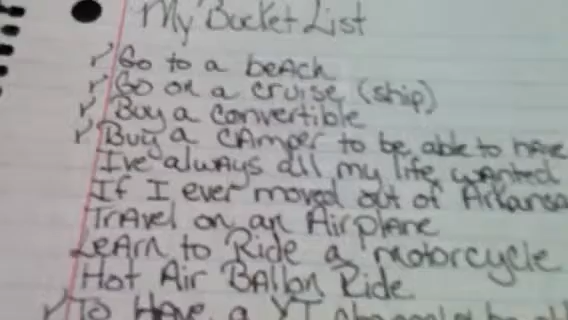 My Bucket List
✓ Go to a beach
✓ Go on a cruise (ship)
✓ Buy a convertible
✓ Buy a camper to be able to have
I've always all my life wanted
If I ever moved out of Arkansa
Travel on an Airplane
Learn to Ride a motorcycle
Hot Air Ballon Ride
✓ To Have a YT